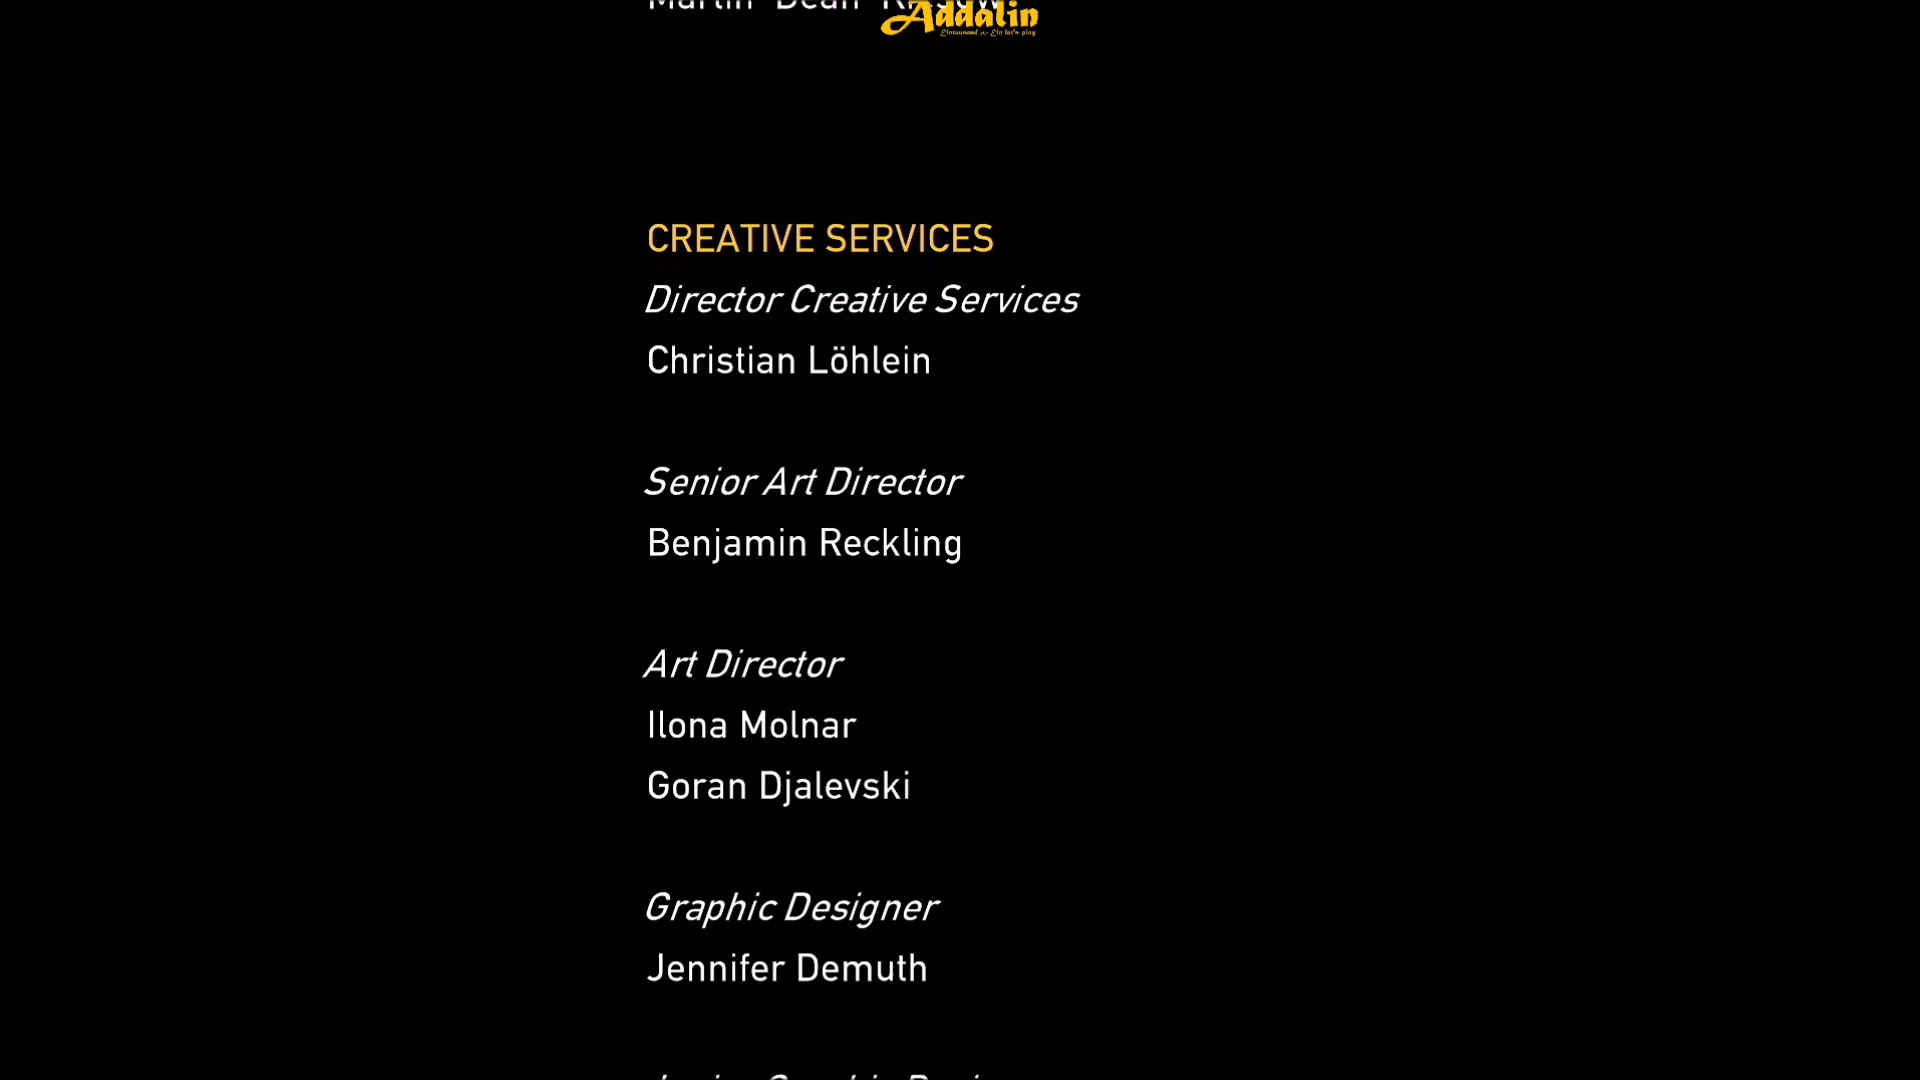 Addalin
CREATIVE SERVICES
Director Creative Services
Christian Löhlein
Senior Art Director
Benjamin Reckling
Art Director
Ilona Molnar
Goran Djalevski
Graphic Designer
Jennifer Demuth